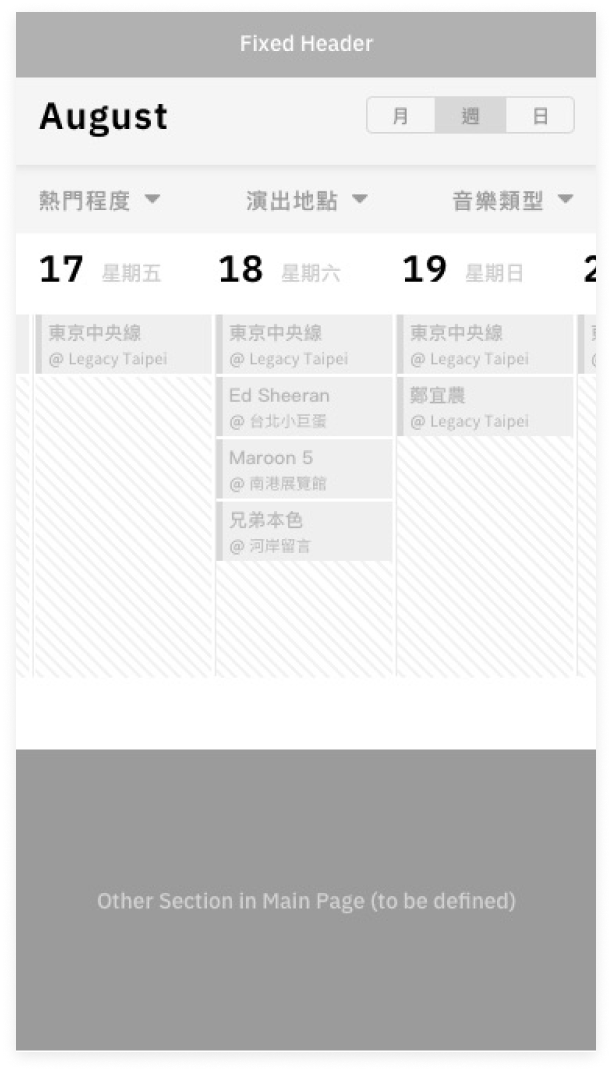 Fixed Header
August
月 週 日
熱門程度 演出地點 音樂類型
17 星期五 18 星期六 19 星期日
東京中央線 東京中央線 東京中央線
@ Legacy Taipei @ Legacy Taipei @ Legacy Taipei
Ed Sheeran 鄭宜農
@ 台北小巨蛋 @ Legacy Taipei
Maroon 5
@ 南港展覽館
兄弟本色
@ 河岸留言
Other Section in Main Page (to be defined)